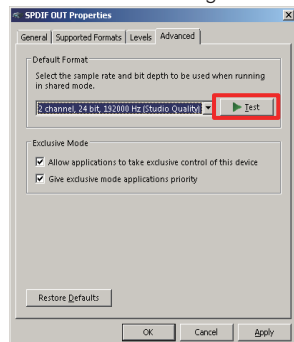 SPDIF OUT Properties
General Supported Formats Levels Advanced
Default Format
Select the sample rate and bit depth to be used when running
in shared mode.
2 channel, 24 bit, 192000 Hz (Studio Quality) Test
Exclusive Mode
Allow applications to take exclusive control of this device
Give exclusive mode applications priority
Restore Defaults
OK Cancel Apply